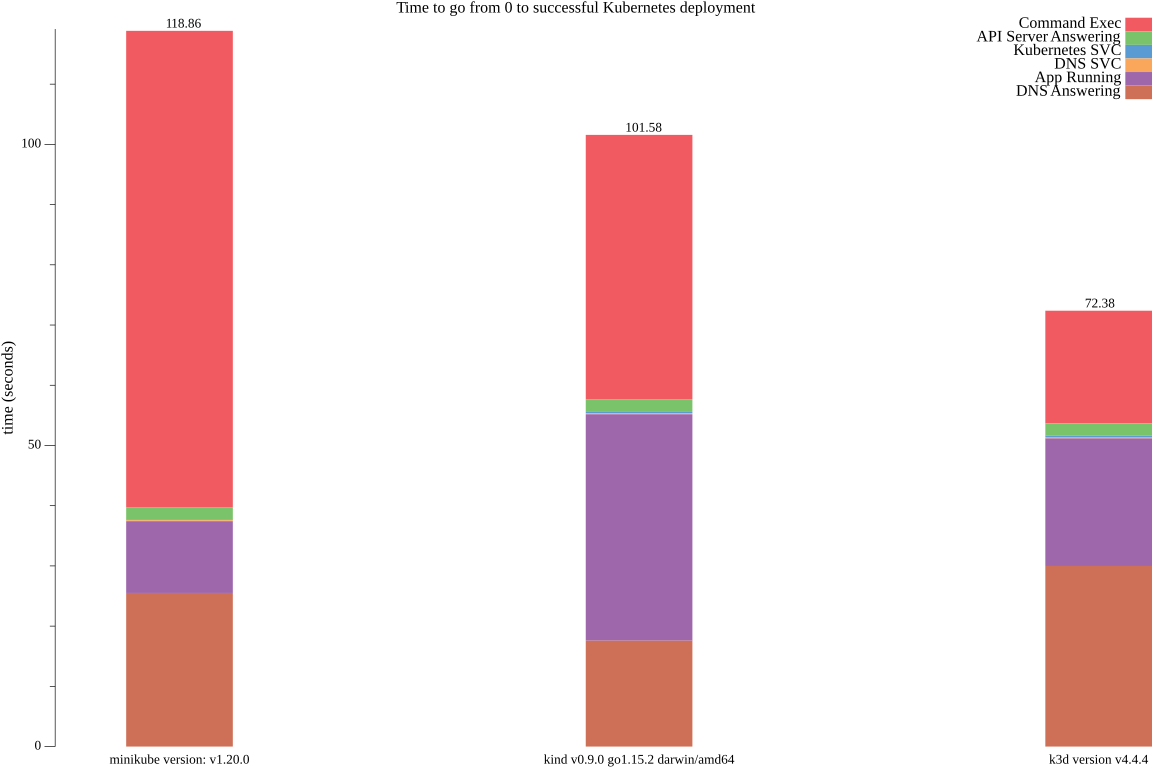 Time to go from 0 to successful Kubernetes deployment
118.86
Command Exec
API Server Answering
Kubernetes SVC
DNS SVC
App Running
DNS Answering
101.58
100
72.38
time (seconds)
50
0
minikube version: v1.20.0
kind v0.9.0 go1.15.2 darwin/amd64
k3d version v4.4.4